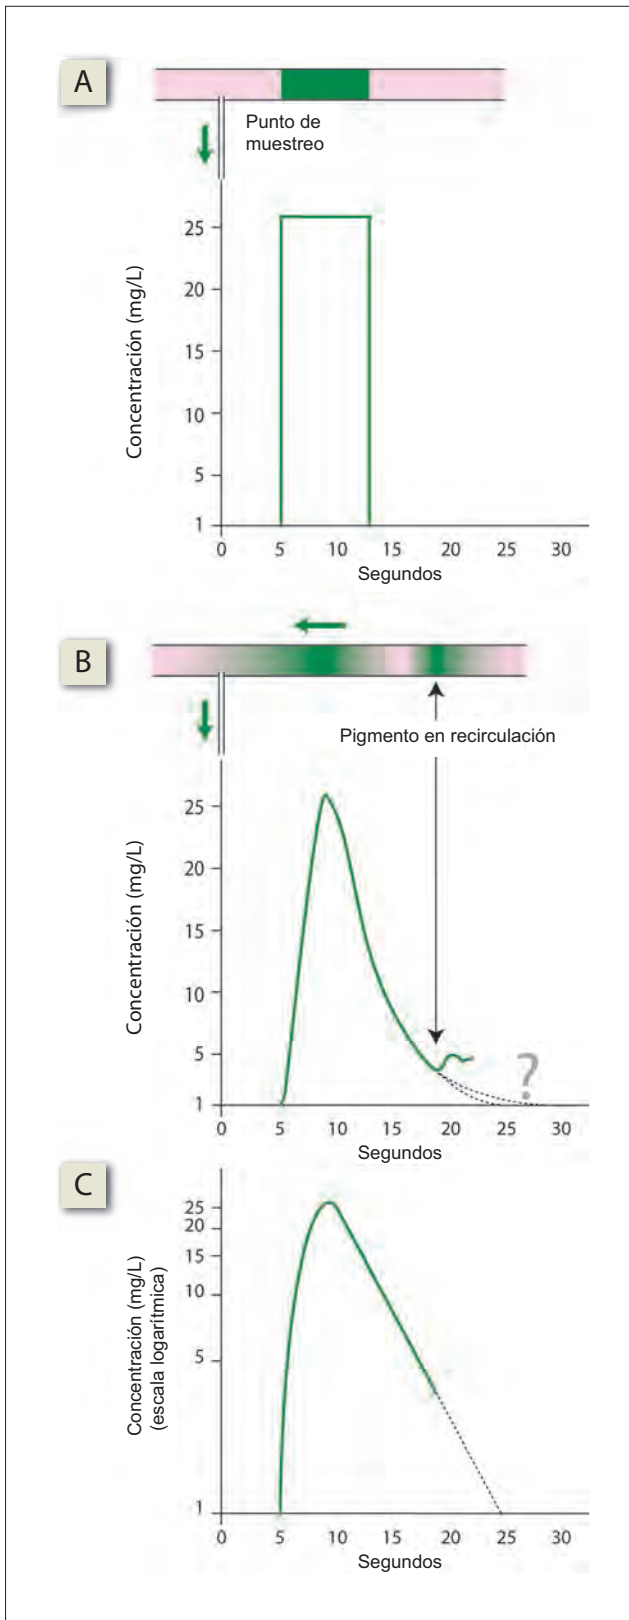 A
Punto de
muestreo
Concentración (mg/L)
25
20
15
10
5
1
0 5 10 15 20 25 30
Segundos
B
Pigmento en recirculación
Concentración (mg/L)
25
20
15
10
5
1
?
0 5 10 15 20 25 30
Segundos
C
Concentración (mg/L)
(escala logarítmica)
25
20
15
10
5
1
0 5 10 15 20 25 30
Segundos